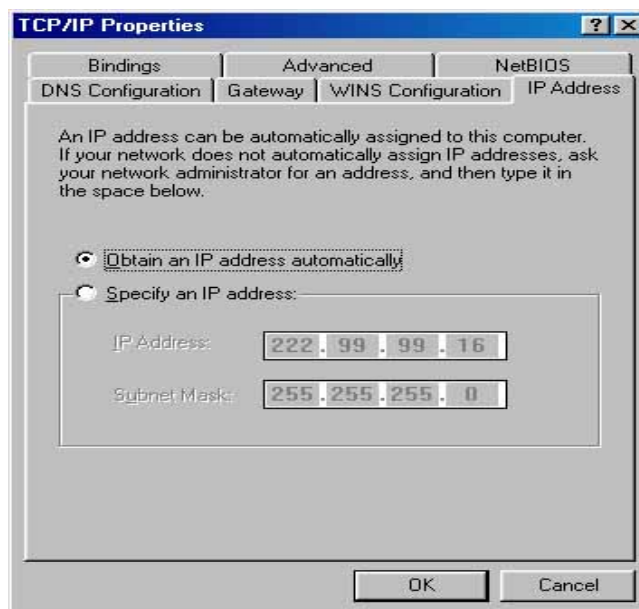 TCP/IP Properties
Bindings Advanced NetBIOS
DNS Configuration Gateway WINS Configuration IP Address
An IP address can be automatically assigned to this computer.
If your network does not automatically assign IP addresses, ask
your network administrator for an address, and then type it in
the space below.
Obtain an IP address automatically
Specify an IP address:
IP Address: 222 . 99 . 99 . 16
Subnet Mask: 255 . 255 . 255 . 0
OK Cancel